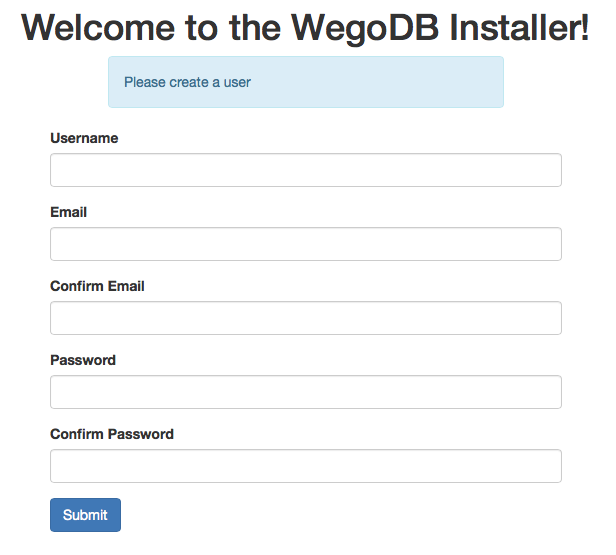 Welcome to the WegoDB Installer!
Please create a user
Username
Email
Confirm Email
Password
Confirm Password
Submit